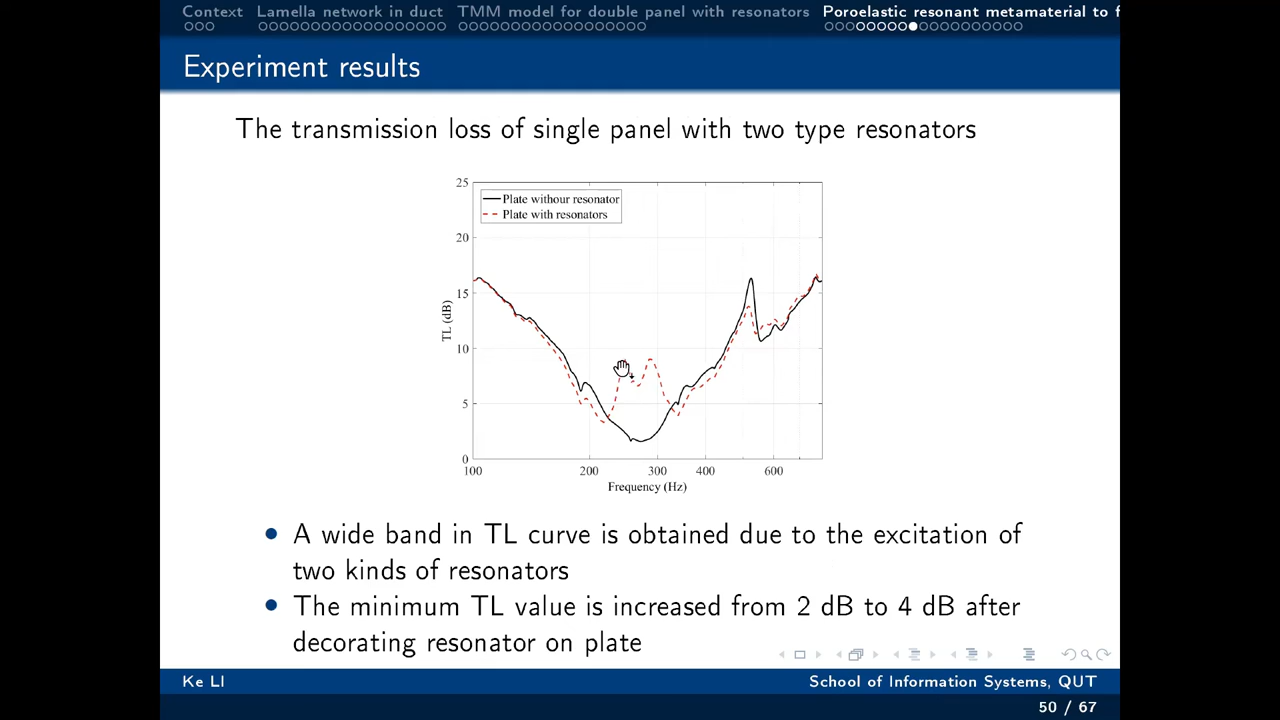 Context Lamella network in duct TMM model for double panel with resonators Poroelastic resonant metamaterial to f
Experiment results
The transmission loss of single panel with two type resonators
25
20
15
10
5
0
TL (dB)
Plate withour resonator
Plate with resonators
100 200 300 400 600
Frequency (Hz)
A wide band in TL curve is obtained due to the excitation of
two kinds of resonators
The minimum TL value is increased from 2 dB to 4 dB after
decorating resonator on plate
Ke LI School of Information Systems, QUT
50 / 67